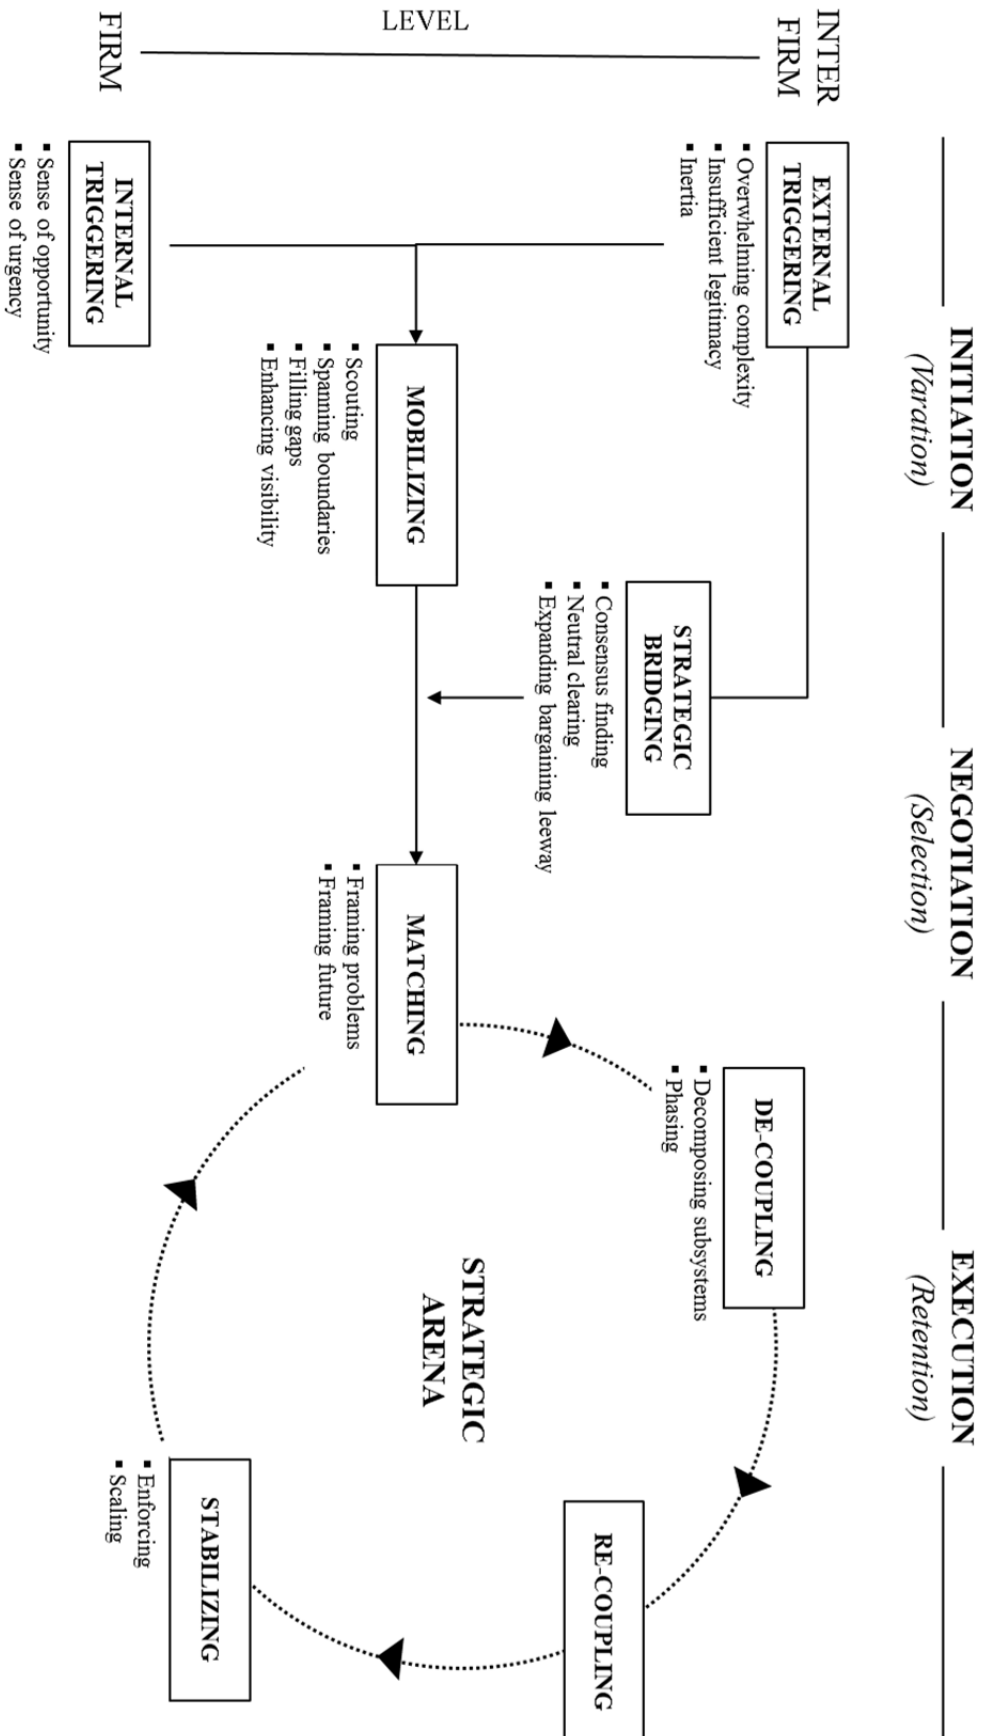 INITIATION
(Varation)
NEGOTIATION
(Selection)
EXECUTION
(Retention)
INTER
FIRM
LEVEL
FIRM
EXTERNAL
TRIGGERING
▪ Overwhelming complexity
▪ Insufficient legitimacy
▪ Inertia
STRATEGIC
BRIDGING
▪ Consensus finding
▪ Neutral clearing
▪ Expanding bargaining leeway
MOBILIZING
▪ Scouting
▪ Spanning boundaries
▪ Filling gaps
▪ Enhancing visibility
INTERNAL
TRIGGERING
▪ Sense of opportunity
▪ Sense of urgency
MATCHING
▪ Framing problems
▪ Framing future
DE-COUPLING
▪ Decomposing subsystems
▪ Phasing
STRATEGIC
ARENA
RE-COUPLING
STABILIZING
▪ Enforcing
▪ Scaling